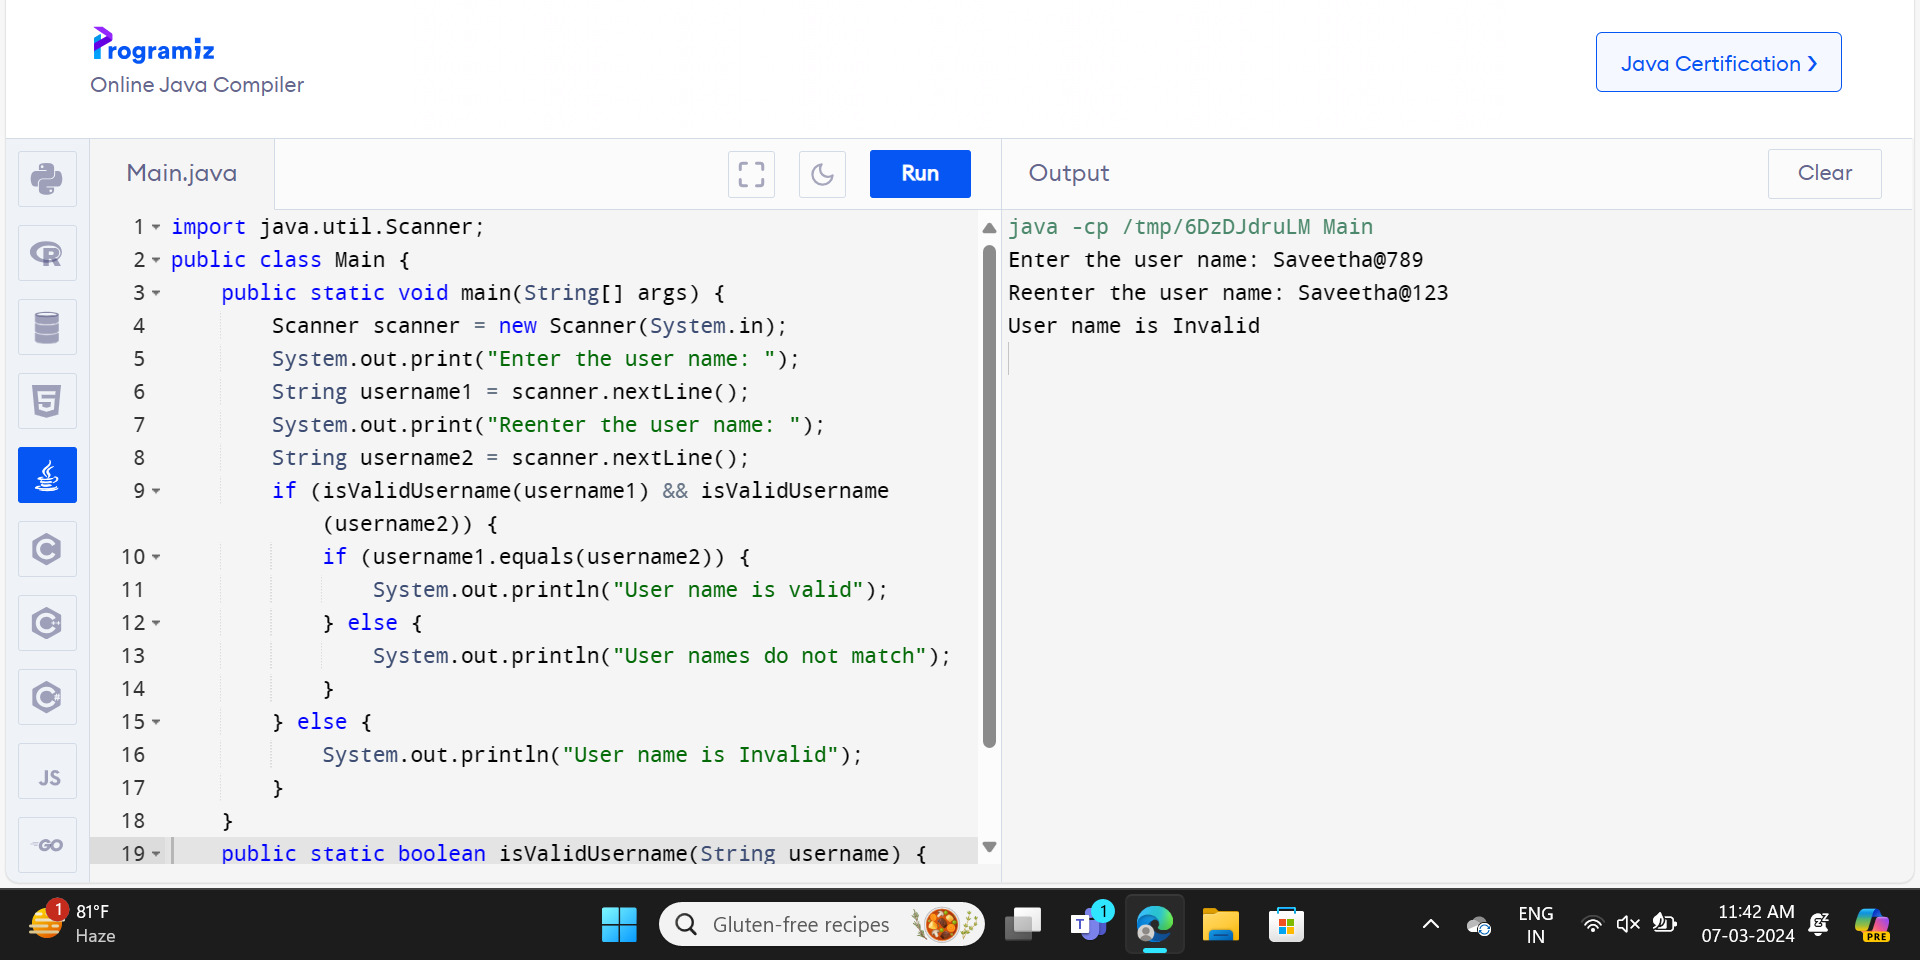 Programiz
Online Java Compiler
Java Certification ›
Main.java
Run
Output
Clear
1 import java.util.Scanner;
2 public class Main {
3 public static void main(String[] args) {
4 Scanner scanner = new Scanner(System.in);
5 System.out.print("Enter the user name: ");
6 String username1 = scanner.nextLine();
7 System.out.print("Reenter the user name: ");
8 String username2 = scanner.nextLine();
9 if (isValidUsername(username1) && isValidUsername
(username2)) {
10 if (username1.equals(username2)) {
11 System.out.println("User name is valid");
12 } else {
13 System.out.println("User names do not match");
14 }
15 } else {
16 System.out.println("User name is Invalid");
17 }
18 }
19 public static boolean isValidUsername(String username) {
java -cp /tmp/6DzDJdruLM Main
Enter the user name: Saveetha@789
Reenter the user name: Saveetha@123
User name is Invalid
R
5
C
C++
C#
JS
GO
1
81°F
Haze
Gluten-free recipes
T
1
ENG
IN
11:42 AM
07-03-2024
PRE